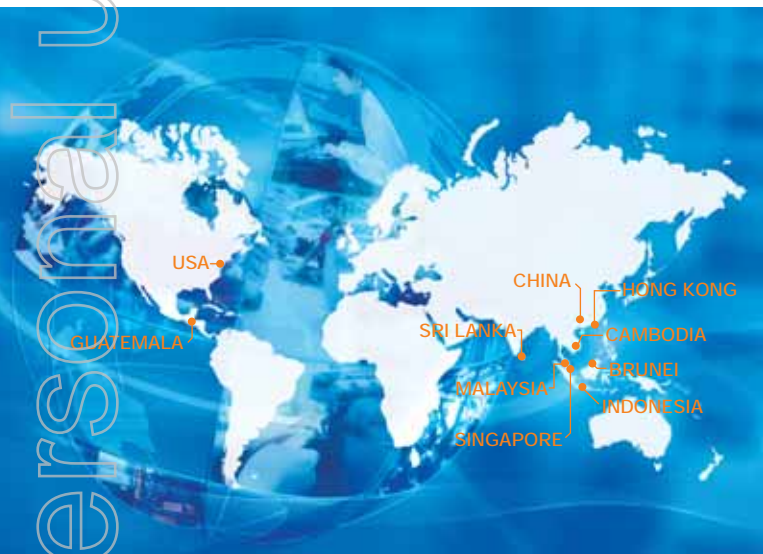 ersonal u
USA
GUATEMALA
CHINA
HONG KONG
SRI LANKA
CAMBODIA
MALAYSIA
BRUNEI
INDONESIA
SINGAPORE